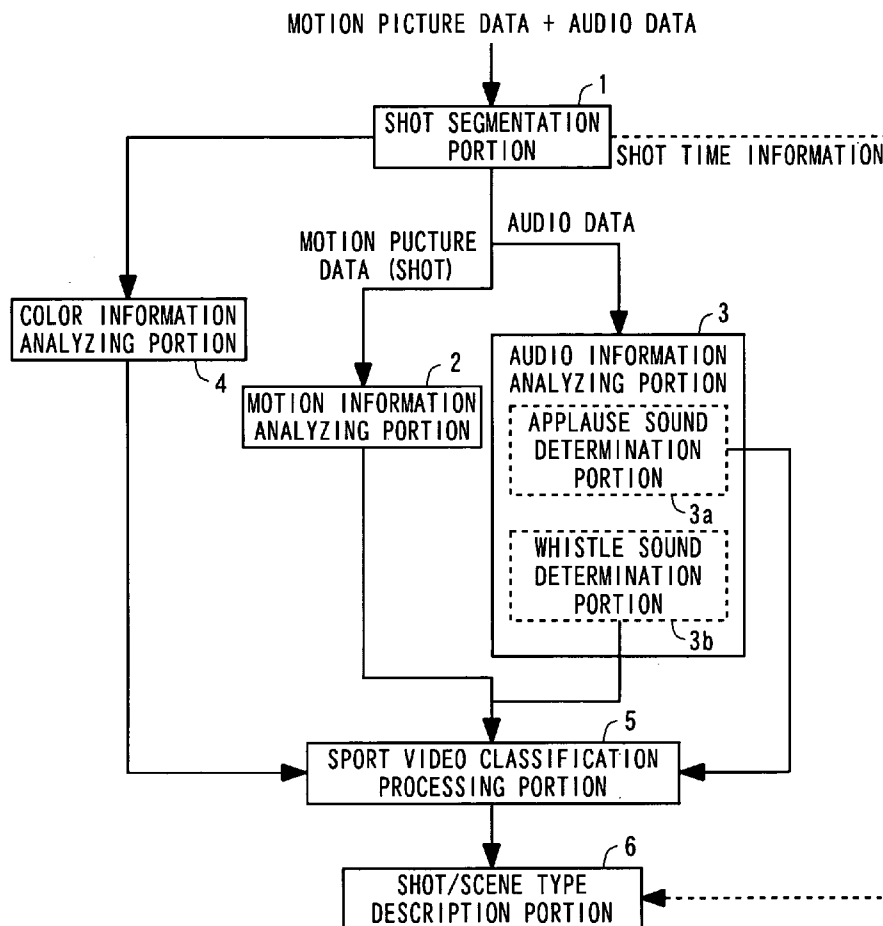 MOTION PICTURE DATA + AUDIO DATA
1
SHOT SEGMENTATION
PORTION
SHOT TIME INFORMATION
AUDIO DATA
MOTION PUCTURE
DATA (SHOT)
COLOR INFORMATION
ANALYZING PORTION
4
2
MOTION INFORMATION
ANALYZING PORTION
3
AUDIO INFORMATION
ANALYZING PORTION
APPLAUSE SOUND
DETERMINATION
PORTION
3a
WHISTLE SOUND
DETERMINATION
PORTION
3b
5
SPORT VIDEO CLASSIFICATION
PROCESSING PORTION
6
SHOT/SCENE TYPE
DESCRIPTION PORTION